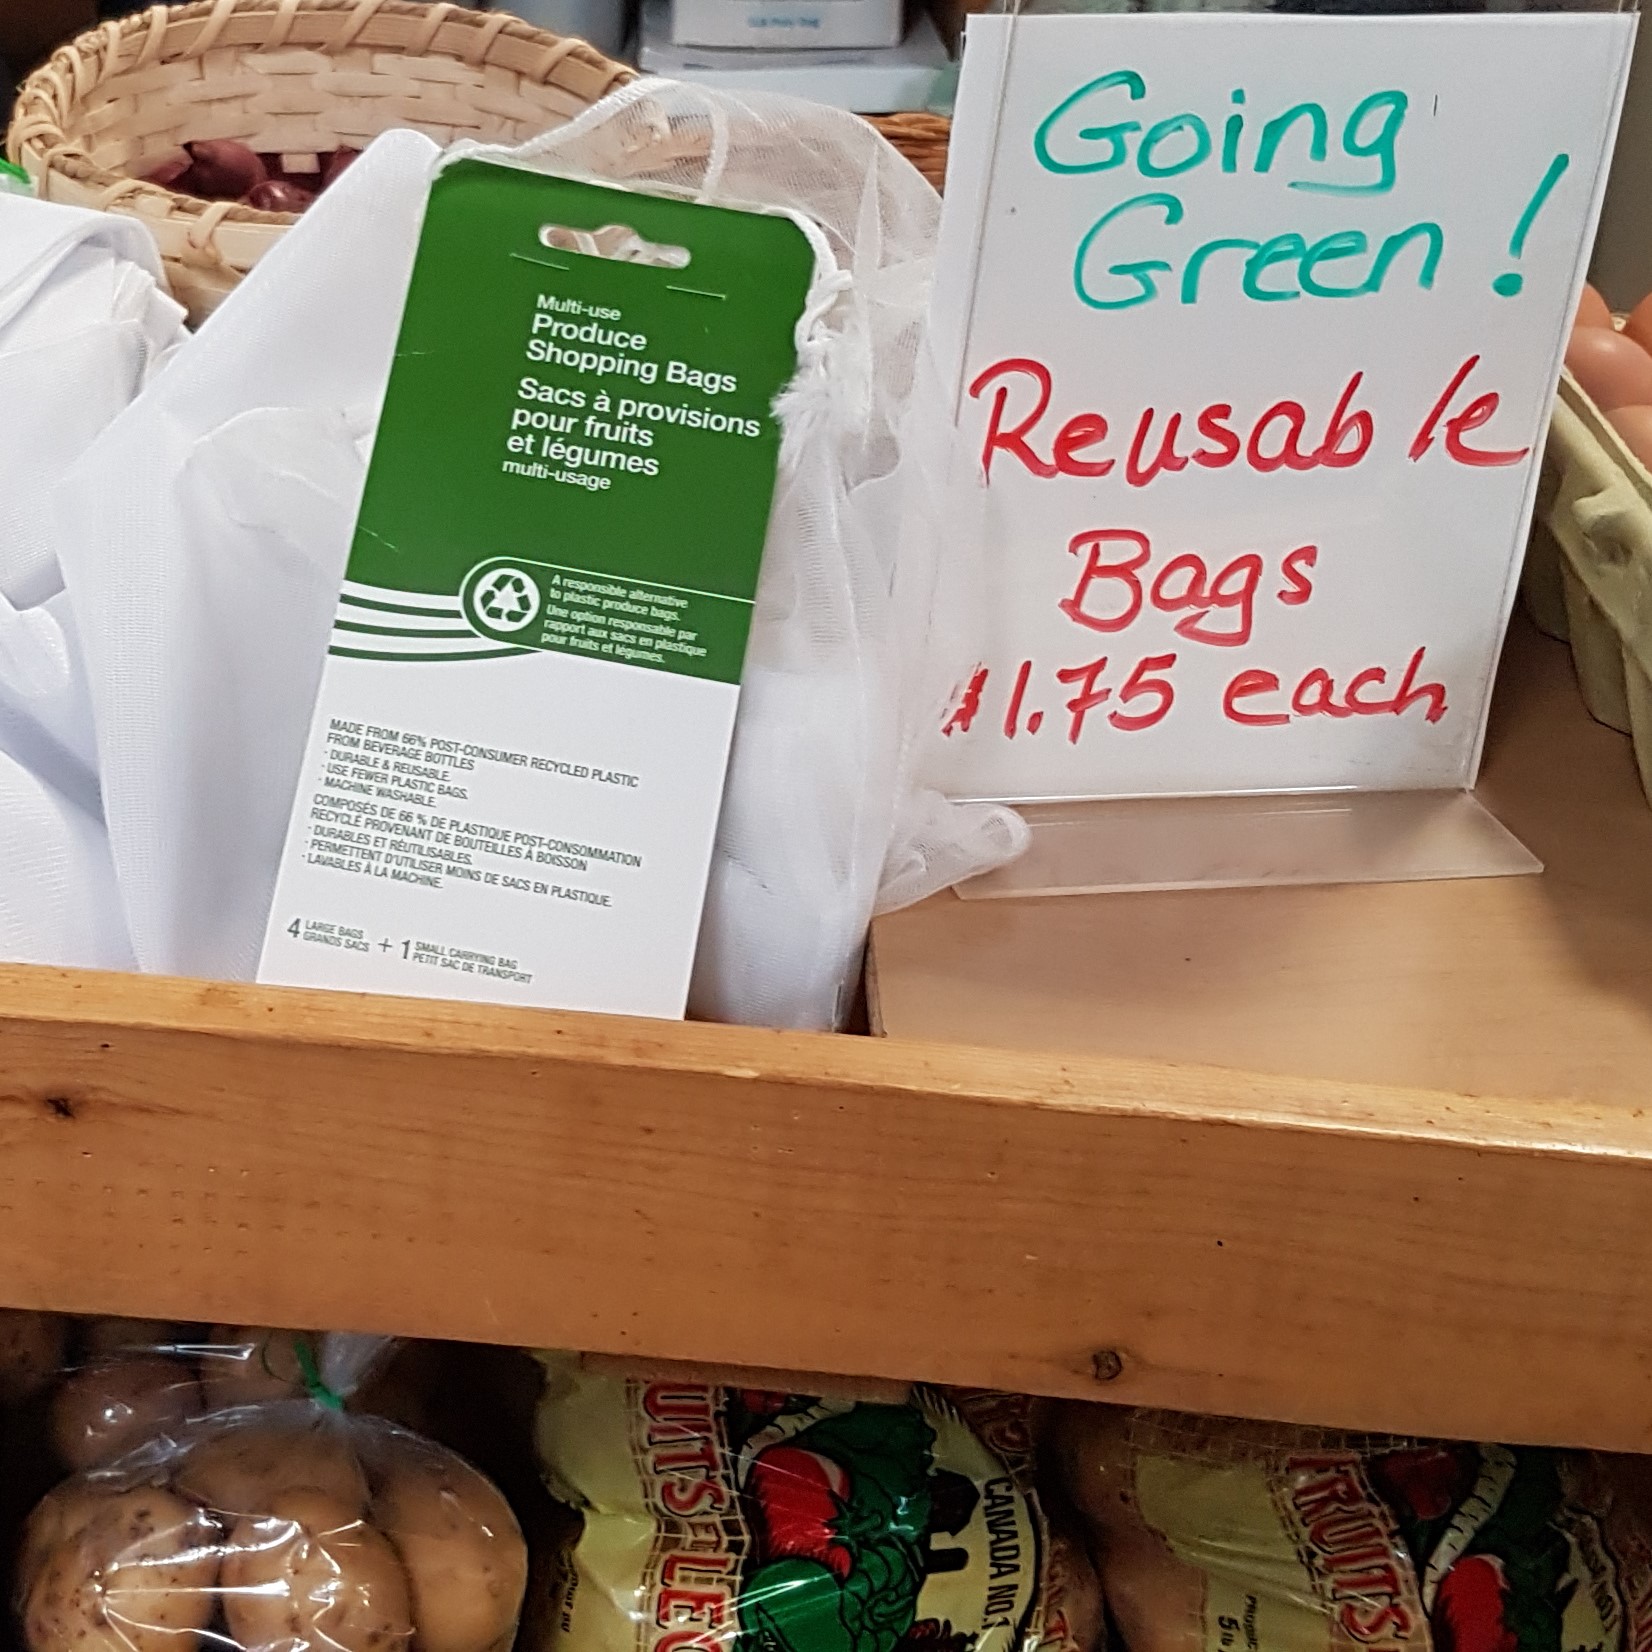 Going
Green!
Reusable
Bags
$1.75 each
Multi-use
Produce
Shopping Bags
Sacs à provisions
pour fruits
et légumes
multi-usage
A responsible alternative
to plastic produce bags.
Une option responsable par
rapport aux sacs en plastique
pour fruits et légumes.
MADE FROM 66% POST-CONSUMER RECYCLED PLASTIC
FROM BEVERAGE BOTTLES
· DURABLE & REUSABLE.
· USE FEWER PLASTIC BAGS.
· MACHINE WASHABLE.
COMPOSÉS DE 66 % DE PLASTIQUE POST-CONSOMMATION
RECYCLÉ PROVENANT DE BOUTEILLES À BOISSON
· DURABLES ET RÉUTILISABLES.
· PERMETTENT D'UTILISER MOINS DE SACS EN PLASTIQUE.
· LAVABLES À LA MACHINE.
4 LARGE BAGS
GRANDS SACS + 1 SMALL CARRYING BAG
PETIT SAC DE TRANSPORT
CANADA NO.1
FRUITS